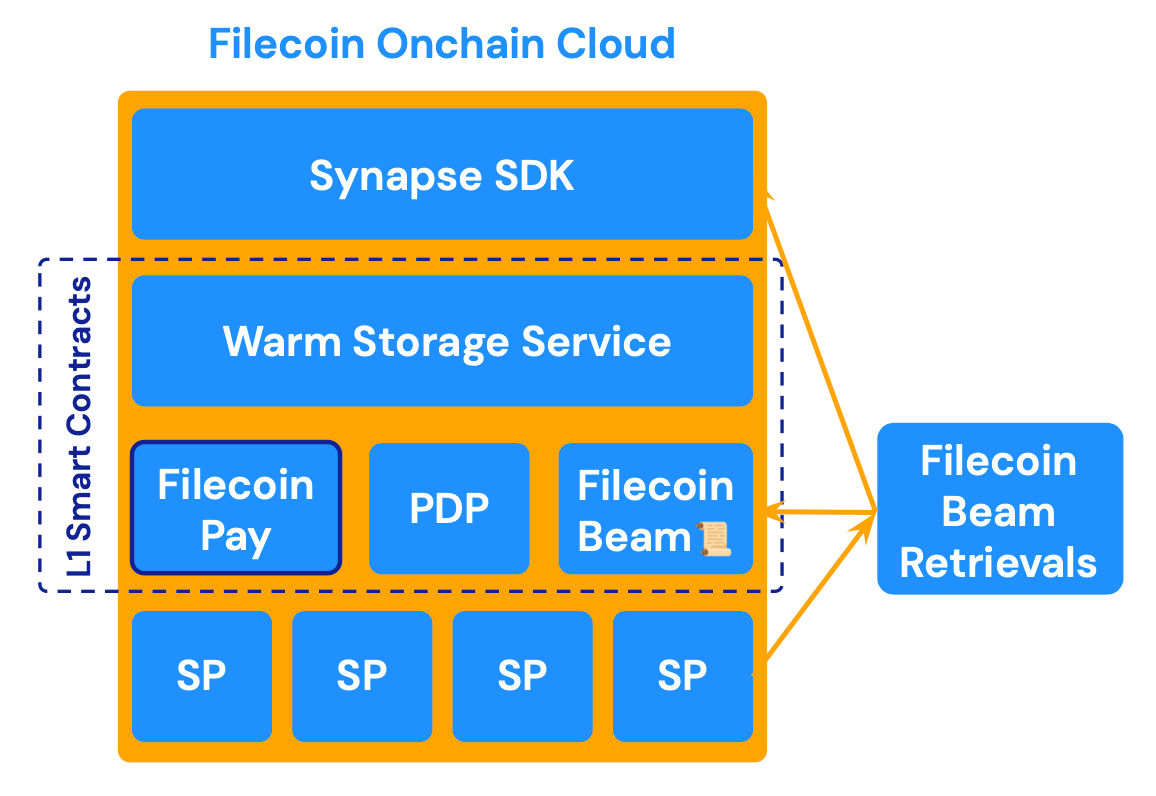 Filecoin Onchain Cloud
Synapse SDK
L1 Smart Contracts
Warm Storage Service
Filecoin
Pay
PDP
Filecoin
Beam📜
Filecoin
Beam
Retrievals
SP
SP
SP
SP